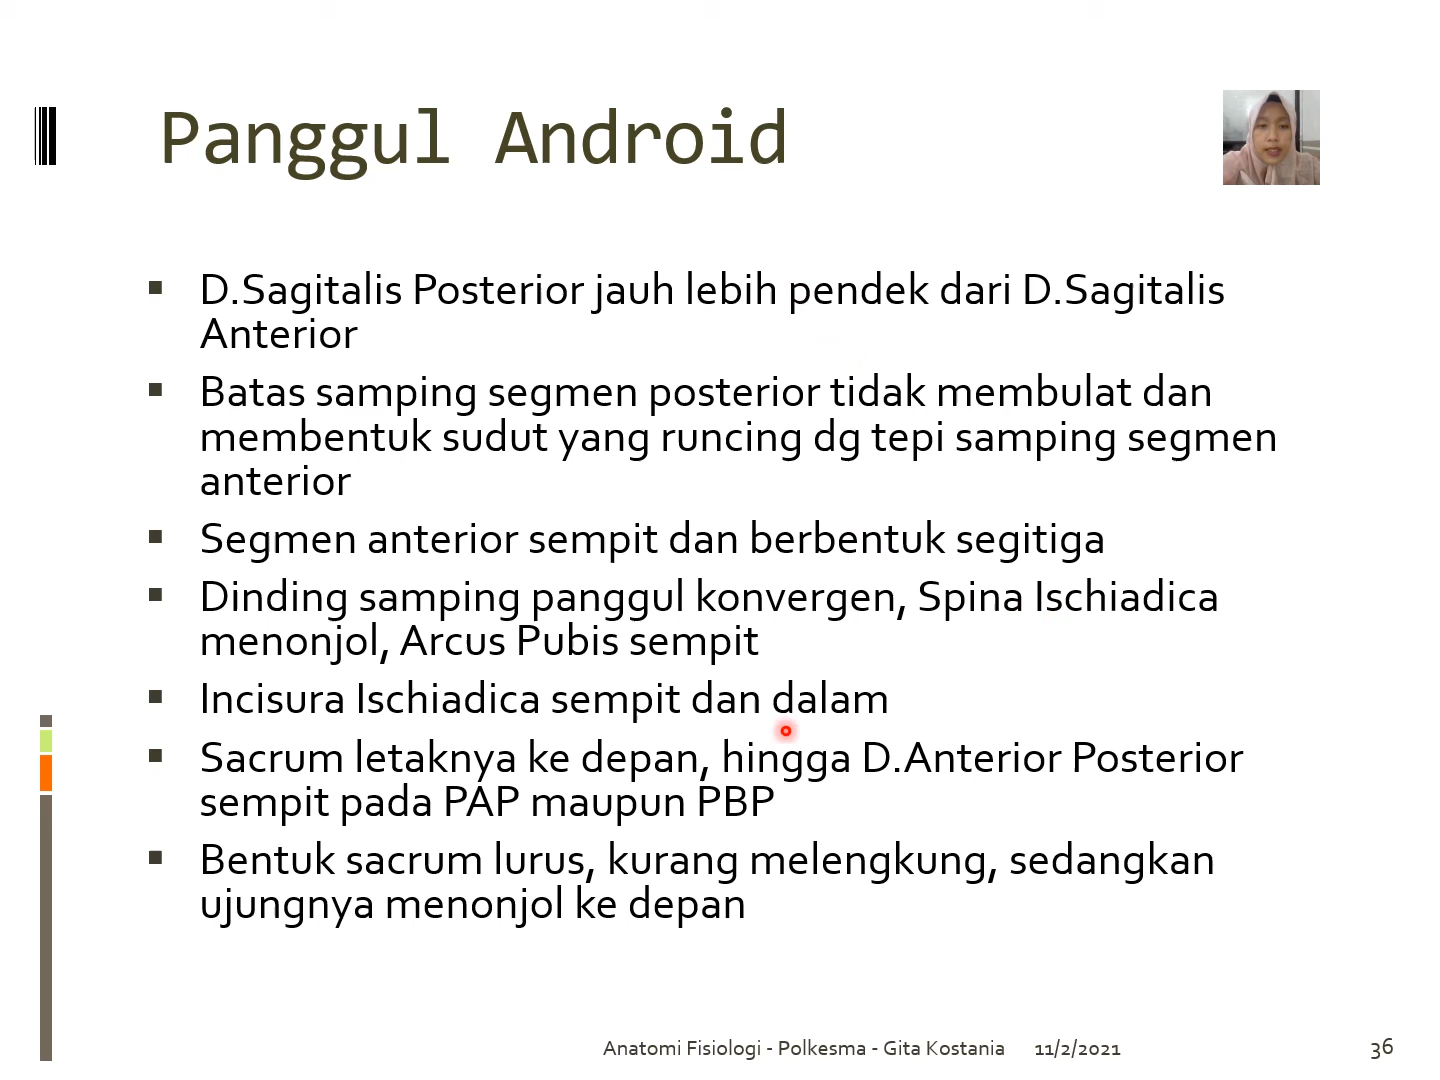 Panggul Android
D.Sagitalis Posterior jauh lebih pendek dari D.Sagitalis
Anterior
Batas samping segmen posterior tidak membulat dan
membentuk sudut yang runcing dg tepi samping segmen
anterior
Segmen anterior sempit dan berbentuk segitiga
Dinding samping panggul konvergen, Spina Ischiadica
menonjol, Arcus Pubis sempit
Incisura Ischiadica sempit dan dalam
Sacrum letaknya ke depan, hingga D.Anterior Posterior
sempit pada PAP maupun PBP
Bentuk sacrum lurus, kurang melengkung, sedangkan
ujungnya menonjol ke depan
Anatomi Fisiologi - Polkesma - Gita Kostania 11/2/2021 36